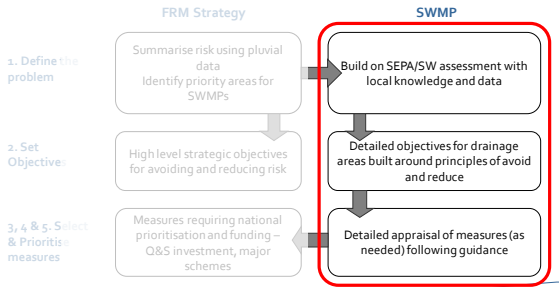 FRM Strategy
SWMP
1. Define the
problem
Summarise risk using pluvial
data
Identify priority areas for
SWMPs
Build on SEPA/SW assessment with
local knowledge and data
2. Set
Objectives
High level strategic objectives
for avoiding and reducing risk
Detailed objectives for drainage
areas built around principles of avoid
and reduce
3, 4 & 5. Select
& Prioritise
measures
Measures requiring national
prioritisation and funding –
Q&S investment, major
schemes
Detailed appraisal of measures (as
needed) following guidance